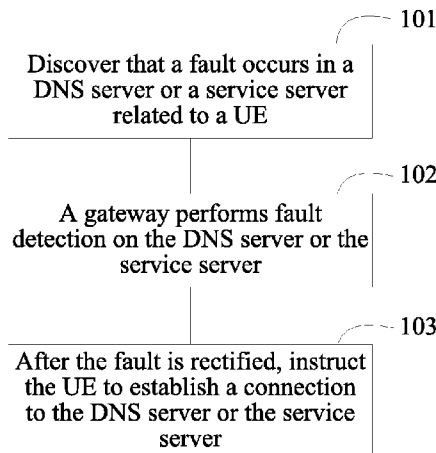 101
Discover that a fault occurs in a
DNS server or a service server
related to a UE
102
A gateway performs fault
detection on the DNS server or the
service server
103
After the fault is rectified, instruct
the UE to establish a connection
to the DNS server or the service
server